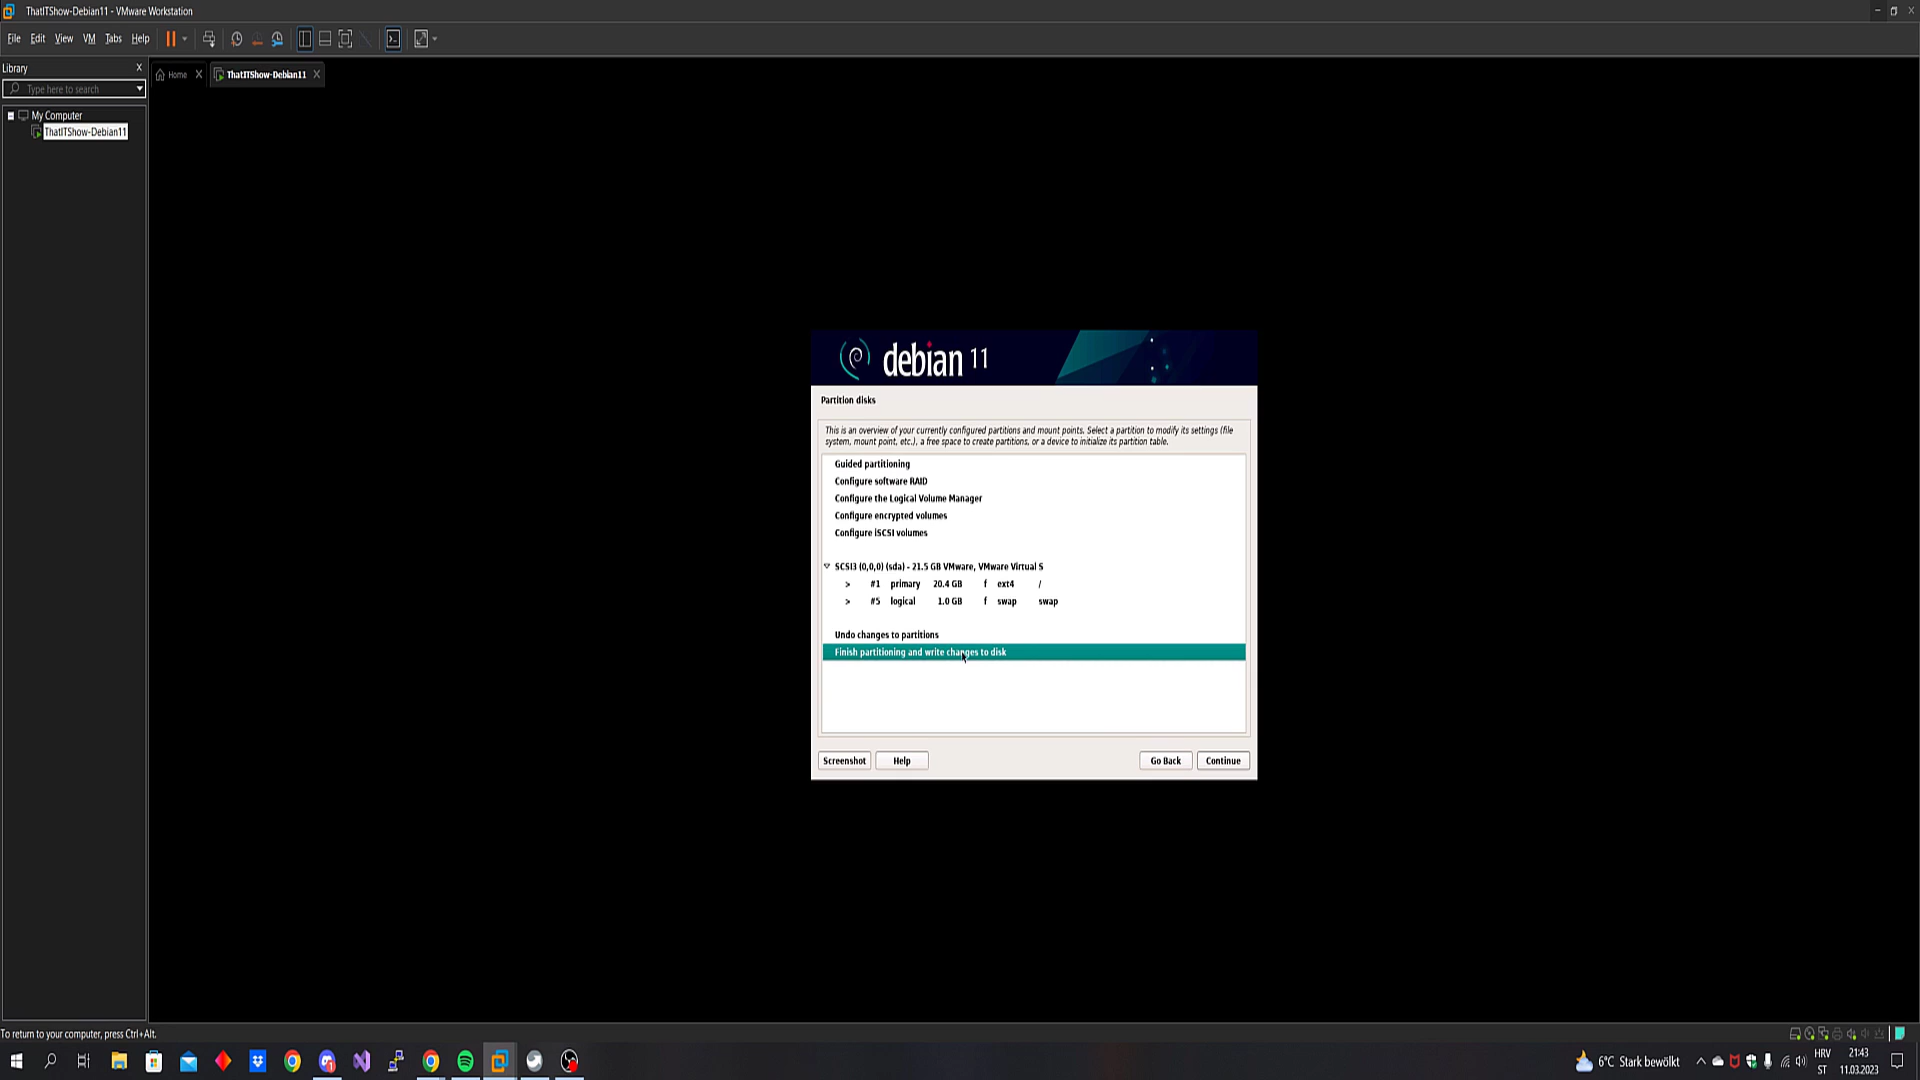 ThatITShow-Debian11 - VMware Workstation
File Edit View VM Tabs Help
Library
Type here to search
My Computer
ThatITShow-Debian11
Home
ThatITShow-Debian11
debian 11
Partition disks
This is an overview of your currently configured partitions and mount points. Select a partition to modify its settings (file
system, mount point, etc.), a free space to create partitions, or a device to initialize its partition table.
Guided partitioning
Configure software RAID
Configure the Logical Volume Manager
Configure encrypted volumes
Configure iSCSI volumes
SCSI3 (0,0,0) (sda) - 21.5 GB VMware, VMware Virtual S
> #1 primary 20.4 GB f ext4 /
> #5 logical 1.0 GB f swap swap
Undo changes to partitions
Finish partitioning and write changes to disk
Screenshot Help Go Back Continue
To return to your computer, press Ctrl+Alt.
6°C Stark bewölkt
HRV
ST
21:43
11.03.2023